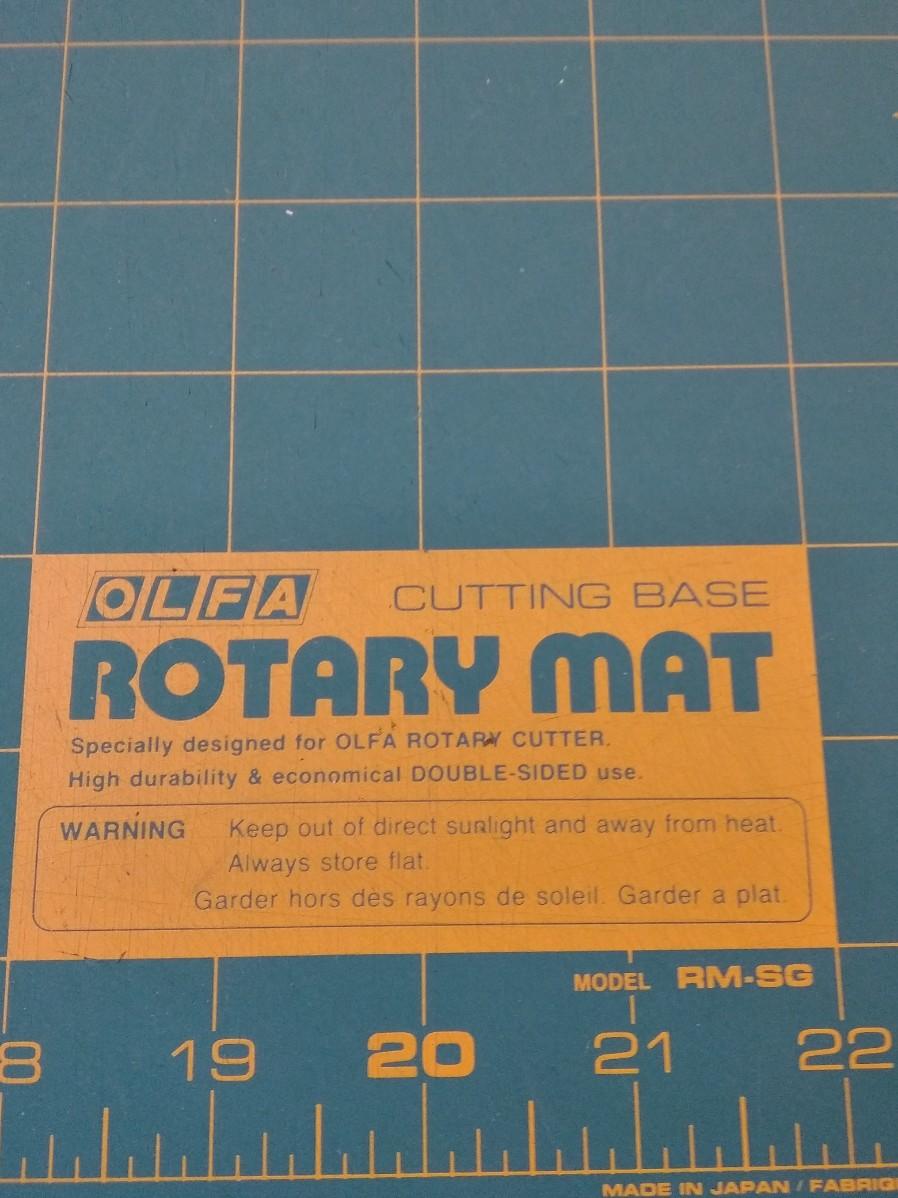 OLFA CUTTING BASE
ROTARY MAT
Specially designed for OLFA ROTARY CUTTER.
High durability & economical DOUBLE-SIDED use.
WARNING Keep out of direct sunlight and away from heat.
Always store flat.
Garder hors des rayons de soleil. Garder a plat.
MODEL RM-SG
8 19 20 21 22
MADE IN JAPAN / FABRIQ